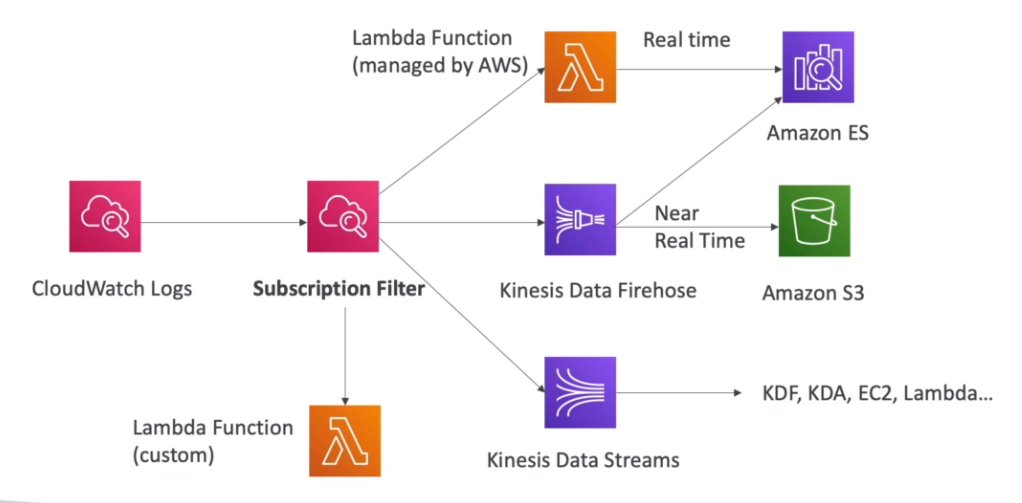 Lambda Function
(managed by AWS)
Real time
Amazon ES
CloudWatch Logs
Subscription Filter
Near
Real Time
Kinesis Data Firehose
Amazon S3
Lambda Function
(custom)
Kinesis Data Streams
KDF, KDA, EC2, Lambda...